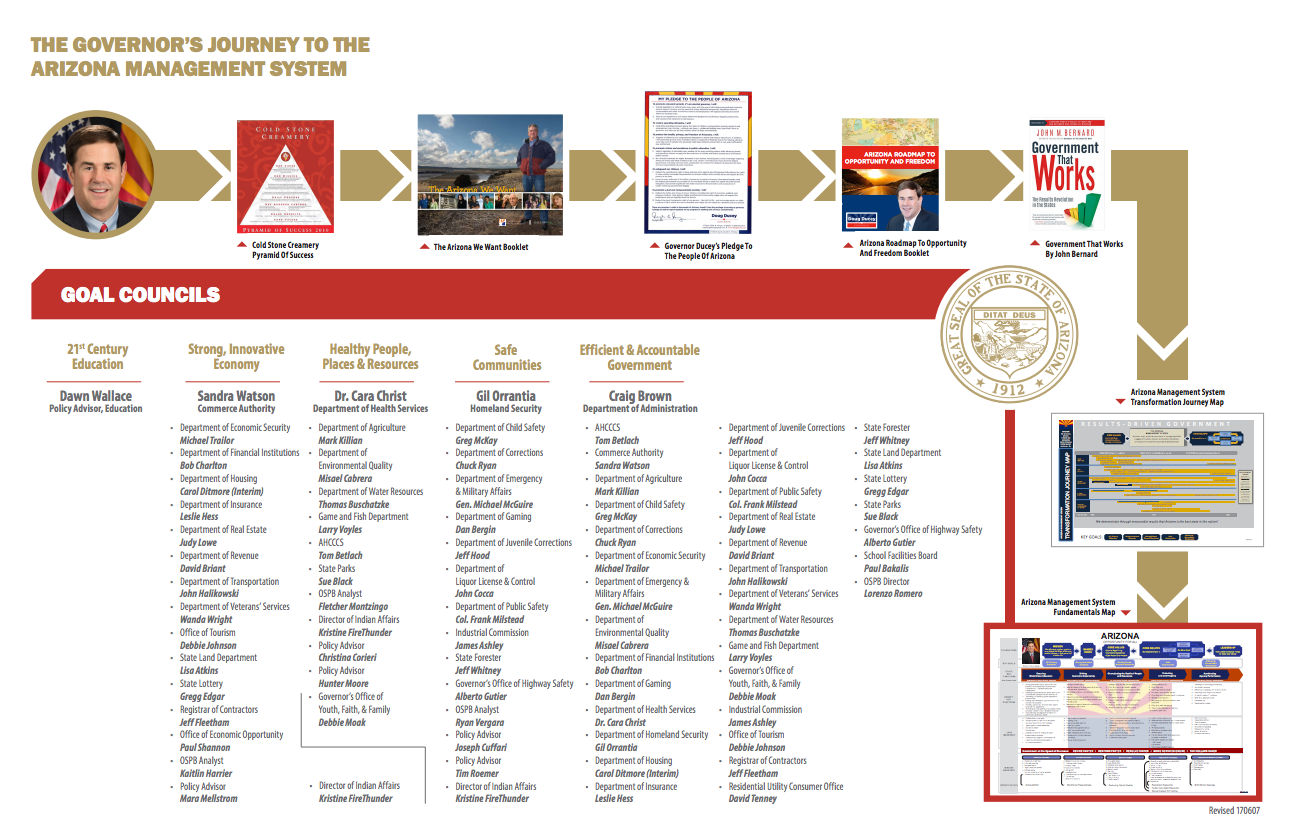 THE GOVERNOR'S JOURNEY TO THE
ARIZONA MANAGEMENT SYSTEM
COLD STONE
CREAMERY
PYRAMID OF SUCCESS 2010
The Arizona We Want
MY PLEDGE TO THE PEOPLE OF ARIZONA
Doug Ducey
ARIZONA ROADMAP TO
OPPORTUNITY AND FREEDOM
Doug Ducey
JOHN M. BERNARD
Government
That
Works
The Results Revolution
in the States
Cold Stone Creamery
Pyramid Of Success
The Arizona We Want Booklet
Governor Ducey's Pledge To
The People Of Arizona
Arizona Roadmap To Opportunity
And Freedom Booklet
Government That Works
By John Bernard
GOAL COUNCILS
GREAT SEAL OF THE STATE OF ARIZONA
DITAT DEUS
1912
21st Century
Education
Dawn Wallace
Policy Advisor, Education
Strong, Innovative
Economy
Sandra Watson
Commerce Authority
• Department of Economic Security
Michael Trailor
• Department of Financial Institutions
Bob Charlton
• Department of Housing
Carol Ditmore (Interim)
• Department of Insurance
Leslie Hess
• Department of Real Estate
Judy Lowe
• Department of Revenue
David Briant
• Department of Transportation
John Halikowski
• Department of Veterans' Services
Wanda Wright
• Office of Tourism
Debbie Johnson
• State Land Department
Lisa Atkins
• State Lottery
Gregg Edgar
• Registrar of Contractors
Jeff Fleetham
• Office of Economic Opportunity
Paul Shannon
• OSPB Analyst
Kaitlin Harrier
• Policy Advisor
Mara Mellstrom
• Director of Indian Affairs
Kristine FireThunder
Healthy People,
Places & Resources
Dr. Cara Christ
Department of Health Services
• Department of Agriculture
Mark Killian
• Department of
Environmental Quality
Misael Cabrera
• Department of Water Resources
Thomas Buschatzke
• Game and Fish Department
Larry Voyles
• AHCCCS
Tom Betlach
• State Parks
Sue Black
• OSPB Analyst
Fletcher Montzingo
• Director of Indian Affairs
Kristine FireThunder
• Policy Advisor
Christina Corieri
• Policy Advisor
Hunter Moore
• Governor's Office of
Youth, Faith, & Family
Debbie Moak
Safe
Communities
Gil Orrantia
Homeland Security
• Department of Child Safety
Greg McKay
• Department of Corrections
Chuck Ryan
• Department of Emergency
& Military Affairs
Gen. Michael McGuire
• Department of Gaming
Dan Bergin
• Department of Juvenile Corrections
Jeff Hood
• Department of
Liquor License & Control
John Cocca
• Department of Public Safety
Col. Frank Milstead
• Industrial Commission
James Ashley
• State Forester
Jeff Whitney
• Governor's Office of Highway Safety
Alberto Gutier
• OSPB Analyst
Ryan Vergara
• Policy Advisor
Joseph Cuffari
• Policy Advisor
Tim Roemer
• Director of Indian Affairs
Kristine FireThunder
Efficient & Accountable
Government
Craig Brown
Department of Administration
• AHCCCS
Tom Betlach
• Commerce Authority
Sandra Watson
• Department of Agriculture
Mark Killian
• Department of Child Safety
Greg McKay
• Department of Corrections
Chuck Ryan
• Department of Economic Security
Michael Trailor
• Department of Emergency &
Military Affairs
Gen. Michael McGuire
• Department of
Environmental Quality
Misael Cabrera
• Department of Financial Institutions
Bob Charlton
• Department of Gaming
Dan Bergin
• Department of Health Services
Dr. Cara Christ
• Department of Homeland Security
Gil Orrantia
• Department of Housing
Carol Ditmore (Interim)
• Department of Insurance
Leslie Hess
• Department of Juvenile Corrections
Jeff Hood
• Department of
Liquor License & Control
John Cocca
• Department of Public Safety
Col. Frank Milstead
• Department of Real Estate
Judy Lowe
• Department of Revenue
David Briant
• Department of Transportation
John Halikowski
• Department of Veterans' Services
Wanda Wright
• Department of Water Resources
Thomas Buschatzke
• Game and Fish Department
Larry Voyles
• Governor's Office of
Youth, Faith, & Family
Debbie Moak
• Industrial Commission
James Ashley
• Office of Tourism
Debbie Johnson
• Registrar of Contractors
Jeff Fleetham
• Residential Utility Consumer Office
David Tenney
• State Forester
Jeff Whitney
• State Land Department
Lisa Atkins
• State Lottery
Gregg Edgar
• State Parks
Sue Black
• Governor's Office of Highway Safety
Alberto Gutier
• School Facilities Board
Paul Bakalis
• OSPB Director
Lorenzo Romero
Arizona Management System
Transformation Journey Map
RESULTS-DRIVEN GOVERNMENT
TRANSFORMATION JOURNEY MAP
KEY GOALS
Arizona Management System
Fundamentals Map
ARIZONA
Revised 170607